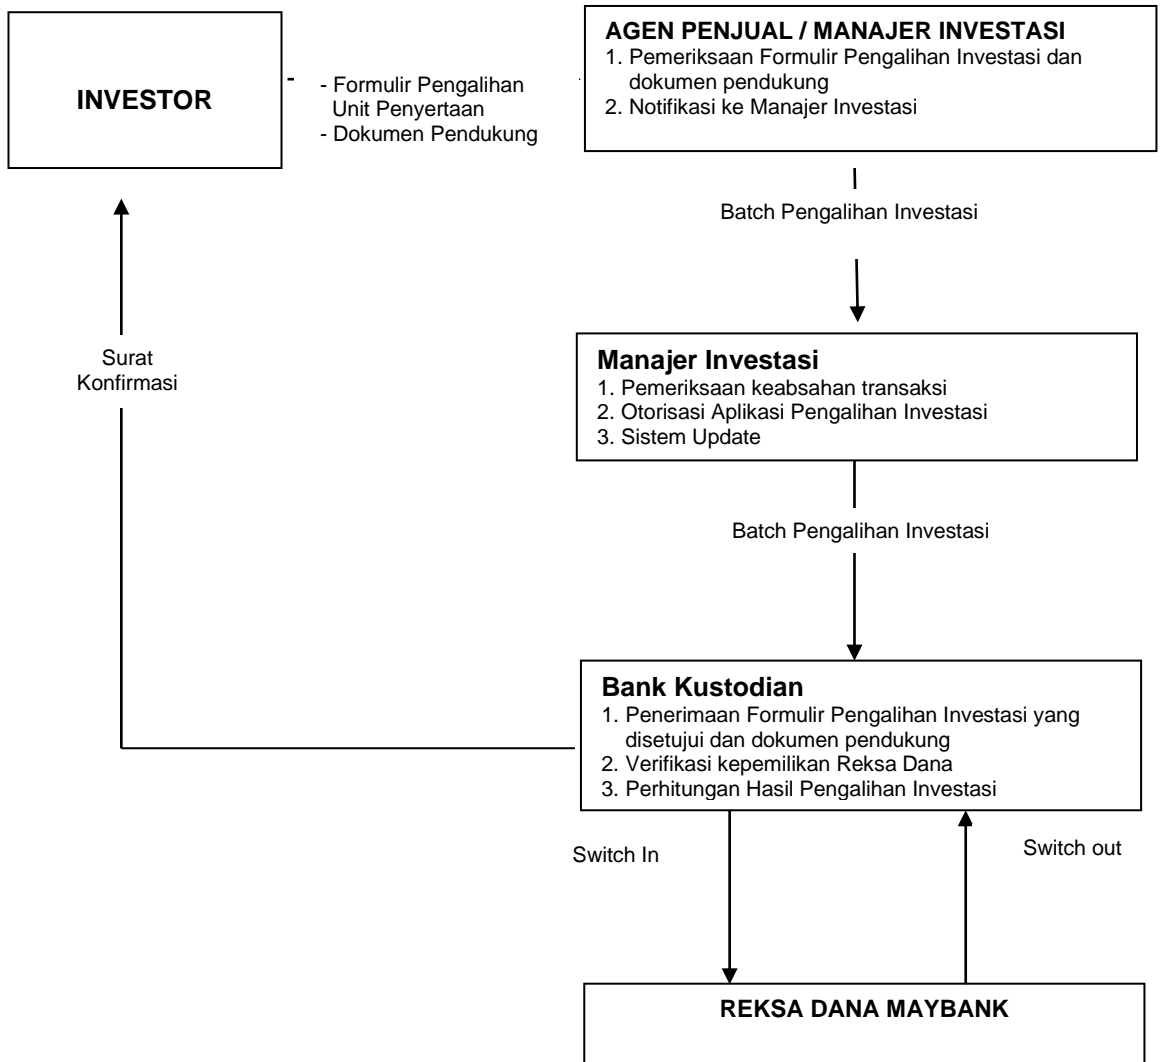 INVESTOR
- Formulir Pengalihan
Unit Penyertaan
- Dokumen Pendukung
AGEN PENJUAL / MANAJER INVESTASI
1. Pemeriksaan Formulir Pengalihan Investasi dan
dokumen pendukung
2. Notifikasi ke Manajer Investasi
Batch Pengalihan Investasi
Surat
Konfirmasi
Manajer Investasi
1. Pemeriksaan keabsahan transaksi
2. Otorisasi Aplikasi Pengalihan Investasi
3. Sistem Update
Batch Pengalihan Investasi
Bank Kustodian
1. Penerimaan Formulir Pengalihan Investasi yang
disetujui dan dokumen pendukung
2. Verifikasi kepemilikan Reksa Dana
3. Perhitungan Hasil Pengalihan Investasi
Switch In
Switch out
REKSA DANA MAYBANK